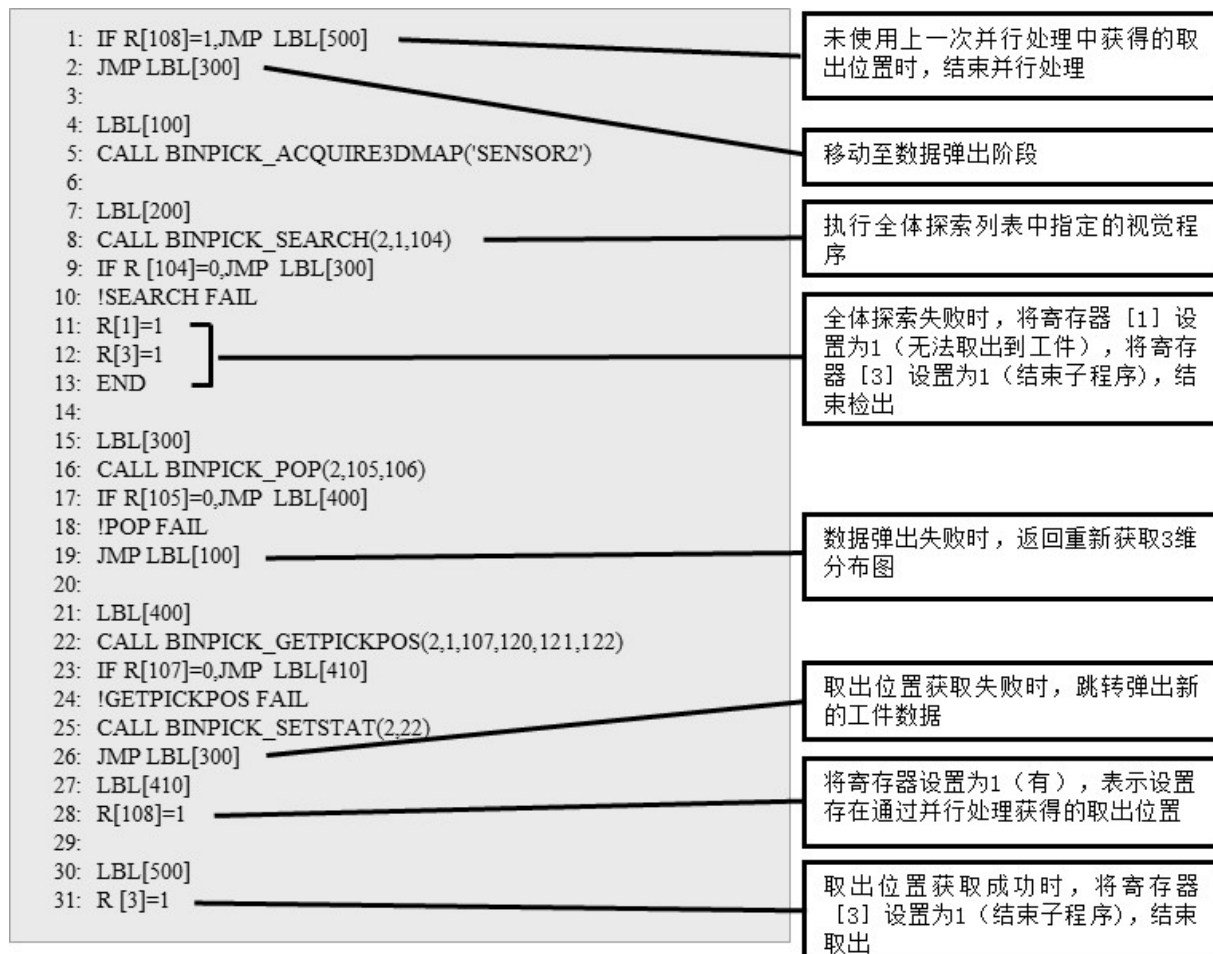 1: IF R[108]=1,JMP LBL[500]
2: JMP LBL[300]
3:
4: LBL[100]
5: CALL BINPICK_ACQUIRE3DMAP('SENSOR2')
6:
7: LBL[200]
8: CALL BINPICK_SEARCH(2,1,104)
9: IF R [104]=0,JMP LBL[300]
10: !SEARCH FAIL
11: R[1]=1
12: R[3]=1
13: END
14:
15: LBL[300]
16: CALL BINPICK_POP(2,105,106)
17: IF R[105]=0,JMP LBL[400]
18: !POP FAIL
19: JMP LBL[100]
20:
21: LBL[400]
22: CALL BINPICK_GETPICKPOS(2,1,107,120,121,122)
23: IF R[107]=0,JMP LBL[410]
24: !GETPICKPOS FAIL
25: CALL BINPICK_SETSTAT(2,22)
26: JMP LBL[300]
27: LBL[410]
28: R[108]=1
29:
30: LBL[500]
31: R [3]=1
未使用上一次并行处理中获得的取
出位置时，结束并行处理
移动至数据弹出阶段
执行全体探索列表中指定的视觉程
序
全体探索失败时，将寄存器 [1] 设
置为1（无法取出到工件），将寄存
器 [3] 设置为1（结束子程序），结
束检出
数据弹出失败时，返回重新获取3维
分布图
取出位置获取失败时，跳转弹出新
的工件数据
将寄存器设置为1（有），表示设置
存在通过并行处理获得的取出位置
取出位置获取成功时，将寄存器
[3] 设置为1（结束子程序），结束
取出